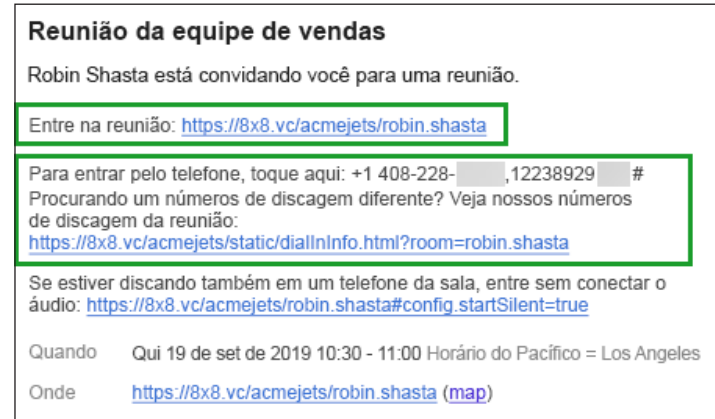 Reunião da equipe de vendas
Robin Shasta está convidando você para uma reunião.
Entre na reunião: https://8x8.vc/acmejets/robin.shasta
Para entrar pelo telefone, toque aqui: +1 408-228- ,12238929 #
Procurando um números de discagem diferente? Veja nossos números
de discagem da reunião:
https://8x8.vc/acmejets/static/dialInInfo.html?room=robin.shasta
Se estiver discando também em um telefone da sala, entre sem conectar o
áudio: https://8x8.vc/acmejets/robin.shasta#config.startSilent=true
Quando Qui 19 de set de 2019 10:30 - 11:00 Horário do Pacífico = Los Angeles
Onde https://8x8.vc/acmejets/robin.shasta (map)